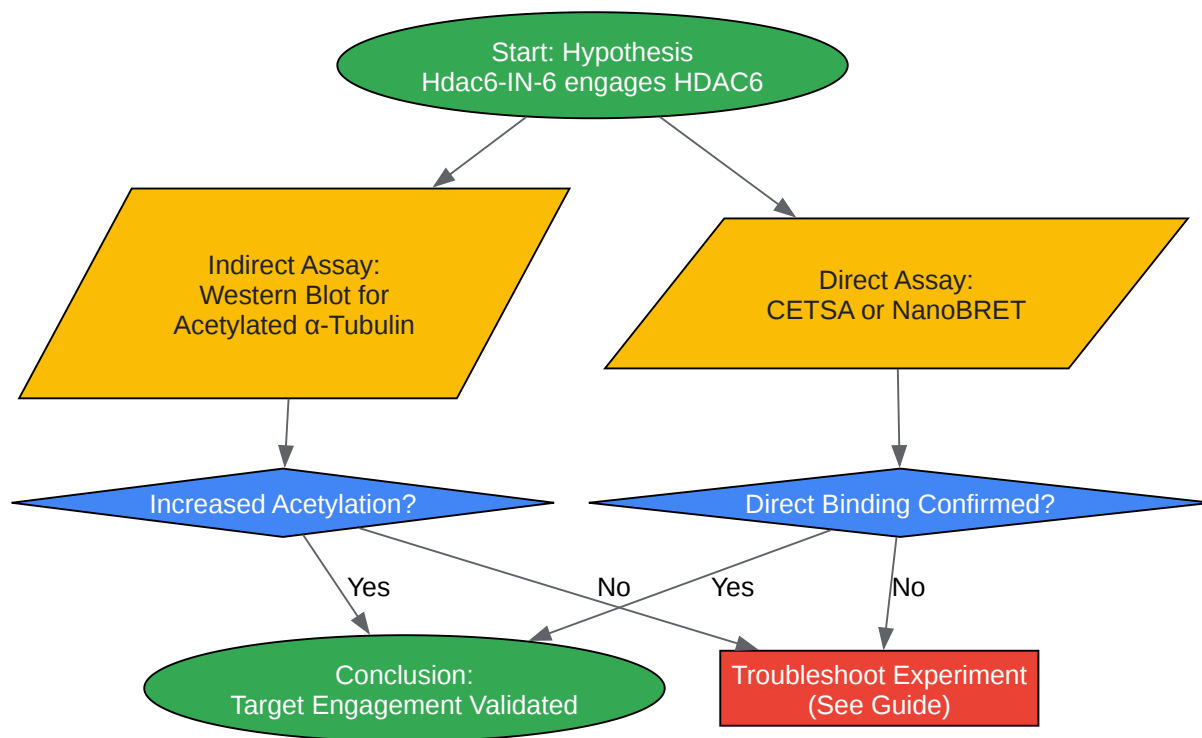 Start: Hypothesis
Hdac6-IN-6 engages HDAC6
Indirect Assay:
Western Blot for
Acetylated α-Tubulin
Direct Assay:
CETSA or NanoBRET
Increased Acetylation?
Direct Binding Confirmed?
Yes
No
Yes
No
Conclusion:
Target Engagement Validated
Troubleshoot Experiment
(See Guide)